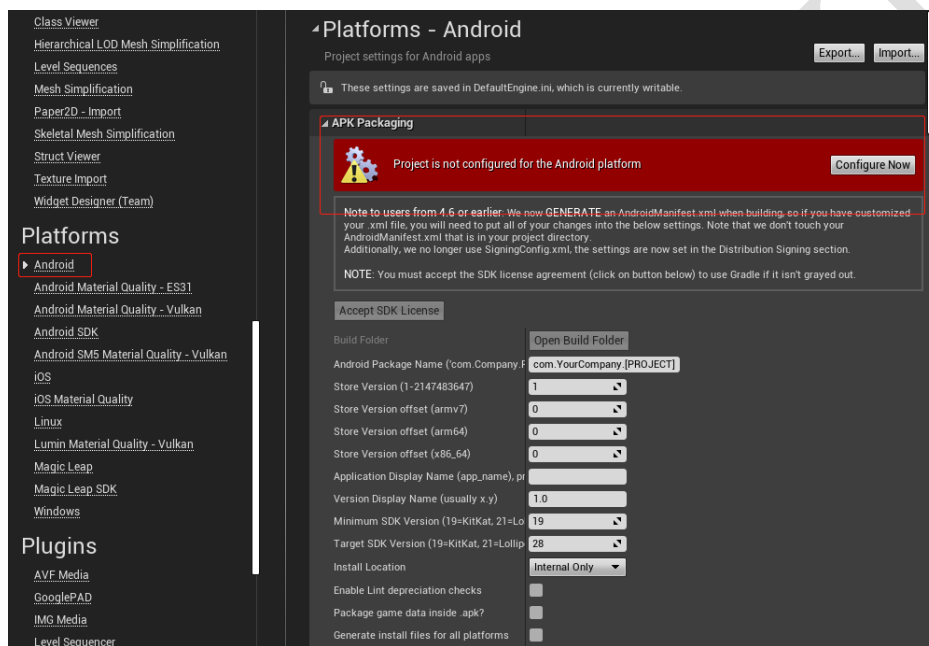 Class Viewer
Hierarchical LOD Mesh Simplification
Level Sequences
Mesh Simplification
Paper2D - Import
Skeletal Mesh Simplification
Struct Viewer
Texture Import
Widget Designer (Team)
Platforms
Android
Android Material Quality - ES31
Android Material Quality - Vulkan
Android SDK
Android SM5 Material Quality - Vulkan
iOS
iOS Material Quality
Linux
Lumin Material Quality - Vulkan
Magic Leap
Magic Leap SDK
Windows
Plugins
AVF Media
GooglePAD
IMG Media
Level Sequencer
Platforms - Android
Project settings for Android apps
Export... Import...
These settings are saved in DefaultEngine.ini, which is currently writable.
APK Packaging
Project is not configured for the Android platform
Configure Now
Note to users from 4.6 or earlier: We now GENERATE an AndroidManifest.xml when building, so if you have customized
your .xml file, you will need to put all of your changes into the below settings. Note that we don't touch your
AndroidManifest.xml that is in your project directory.
Additionally, we no longer use SigningConfig.xml, the settings are now set in the Distribution Signing section.
NOTE: You must accept the SDK license agreement (click on button below) to use Gradle if it isn't grayed out.
Accept SDK License
Build Folder Open Build Folder
Android Package Name ('com.Company.P com.YourCompany.[PROJECT]
Store Version (1-2147483647) 1
Store Version offset (armv7) 0
Store Version offset (arm64) 0
Store Version offset (x86_64) 0
Application Display Name (app_name), pr
Version Display Name (usually x.y) 1.0
Minimum SDK Version (19=KitKat, 21=Lo 19
Target SDK Version (19=KitKat, 21=Lollip 28
Install Location Internal Only
Enable Lint depreciation checks
Package game data inside .apk?
Generate install files for all platforms